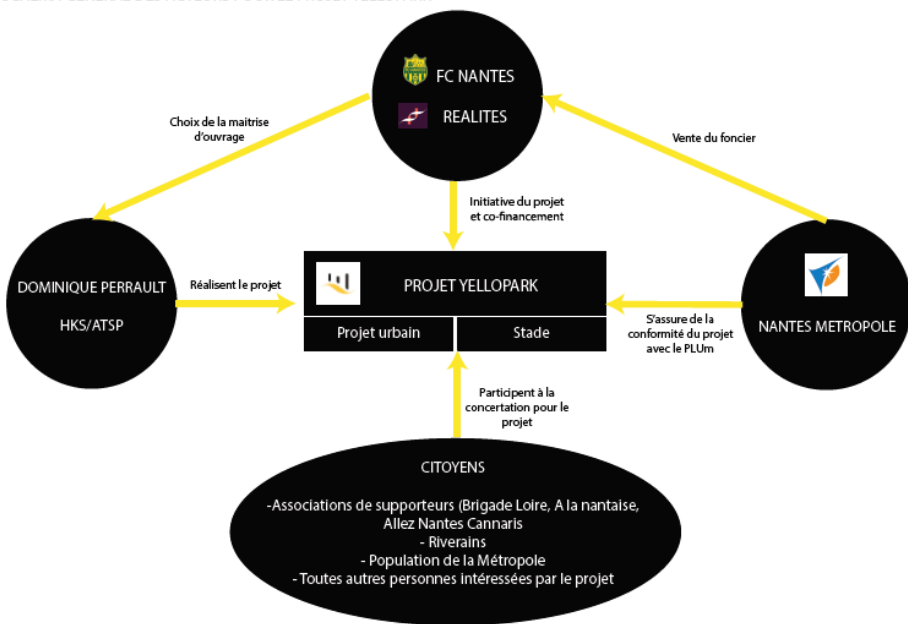 FC NANTES
REALITES
Choix de la maitrise
d'ouvrage
Vente du foncier
Initiative du projet
et co-financement
DOMINIQUE PERRAULT
HKS/ATSP
Réalisent le projet
PROJET YELLOPARK
Projet urbain
Stade
S'assure de la
conformité du projet
avec le PLUm
NANTES METROPOLE
Participent à la
concertation pour le
projet
CITOYENS
-Associations de supporteurs (Brigade Loire, A la nantaise,
Allez Nantes Cannaris
- Riverains
- Population de la Métropole
- Toutes autres personnes intéressées par le projet